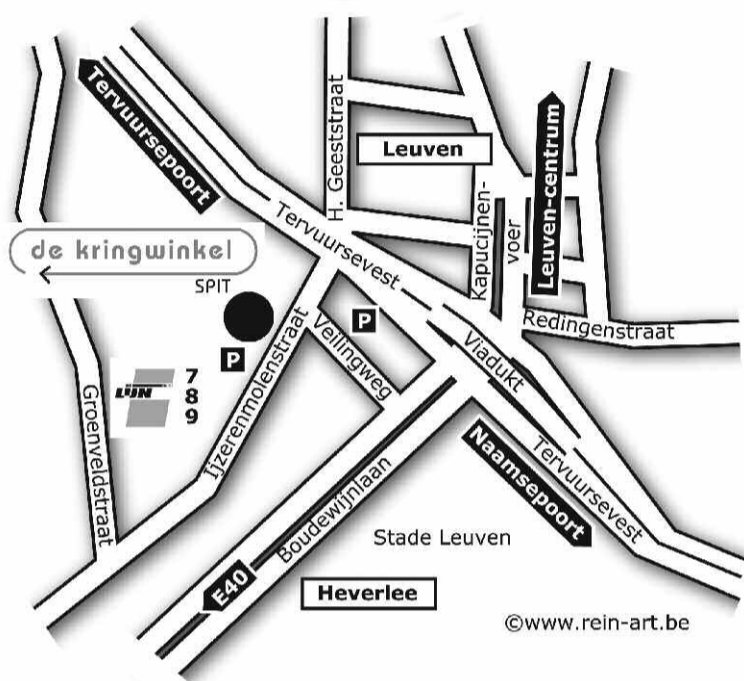 Tervuursepoort
H. Geeststraat
Leuven
Kapucijnen-
voer
Leuven-centrum
Tervuursevest
de kringwinkel
SPIT
P
P
Veilingweg
Viadukt
Redingenstraat
LIJN
7
8
9
Groenveldstraat
Ijzerenmolenstraat
Boudewijnlaan
Naamsepoort
Tervuursevest
Stade Leuven
E40
Heverlee
©www.rein-art.be